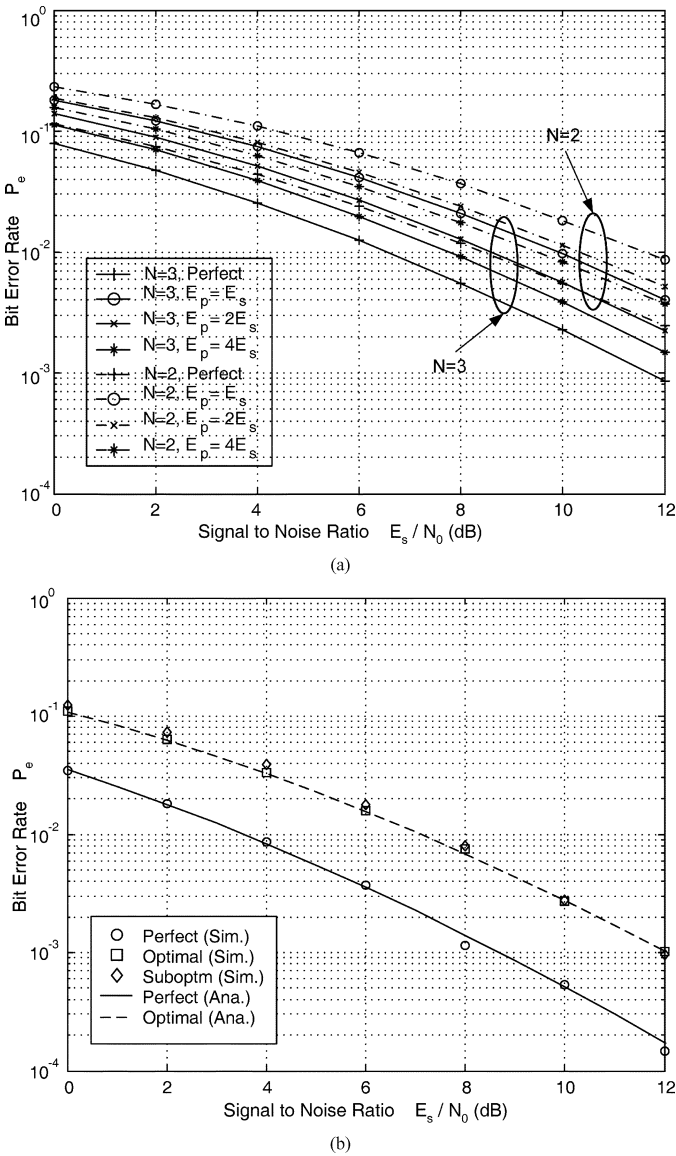 10^0
10^-1
10^-2
10^-3
10^-4
Bit Error Rate P_e
N=2
N=3
N=3, Perfect
N=3, E_p= E_s
N=3, E_p= 2E_s
N=3, E_p= 4E_s
N=2, Perfect
N=2, E_p= E_s
N=2, E_p= 2E_s
N=2, E_p= 4E_s
0 2 4 6 8 10 12
Signal to Noise Ratio E_s / N_0 (dB)
(a)
10^0
10^-1
10^-2
10^-3
10^-4
Bit Error Rate P_e
Perfect (Sim.)
Optimal (Sim.)
Suboptm (Sim.)
Perfect (Ana.)
Optimal (Ana.)
0 2 4 6 8 10 12
Signal to Noise Ratio E_s / N_0 (dB)
(b)